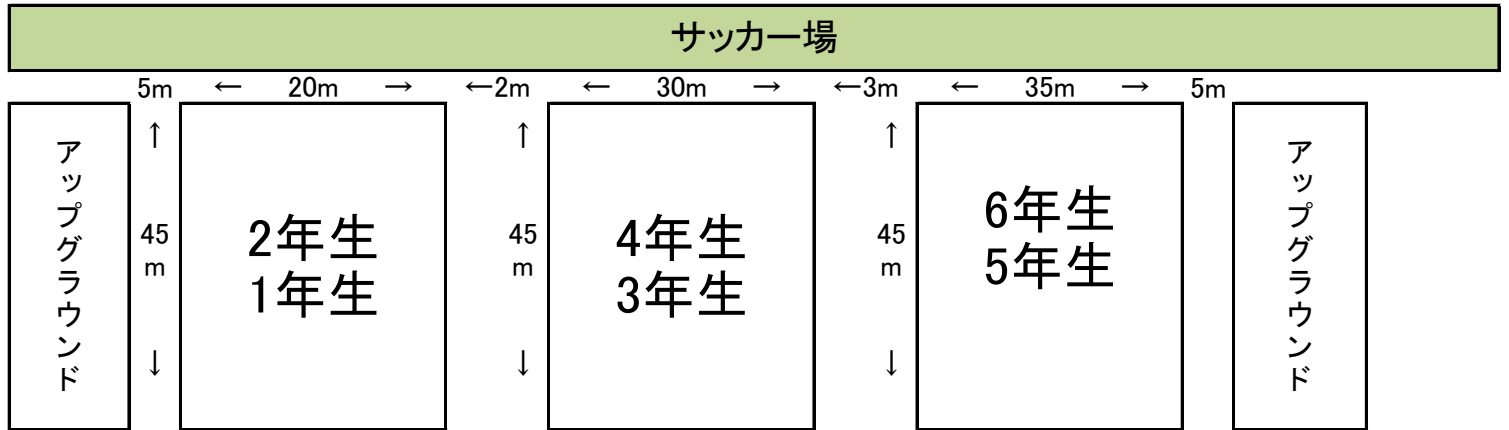 サッカー場
5m ← 20m → ←2m ← 30m → ←3m ← 35m → 5m
アップグラウンド
↑
45
m
↓
2年生
1年生
↑
45
m
↓
4年生
3年生
↑
45
m
↓
6年生
5年生
アップグラウンド